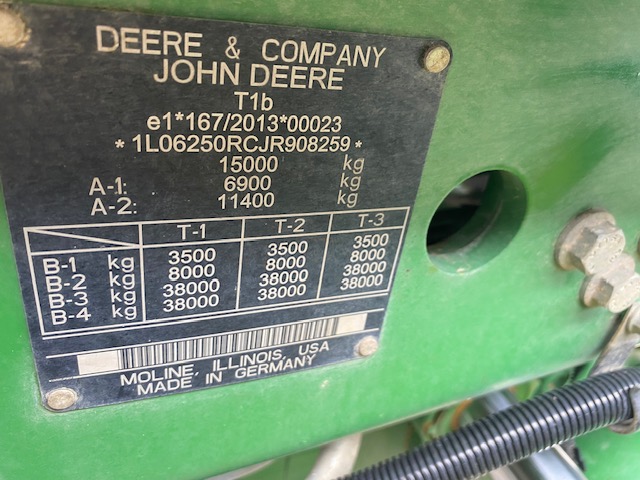 DEERE & COMPANY
JOHN DEERE
T1b
e1*167/2013*00023
* 1L06250RCJR908259 *
15000 kg
A-1: 6900 kg
A-2: 11400 kg
T-1 T-2 T-3
B-1 kg 3500 3500 3500
B-2 kg 8000 8000 8000
B-3 kg 38000 38000 38000
B-4 kg 38000 38000 38000
MOLINE, ILLINOIS, USA
MADE IN GERMANY